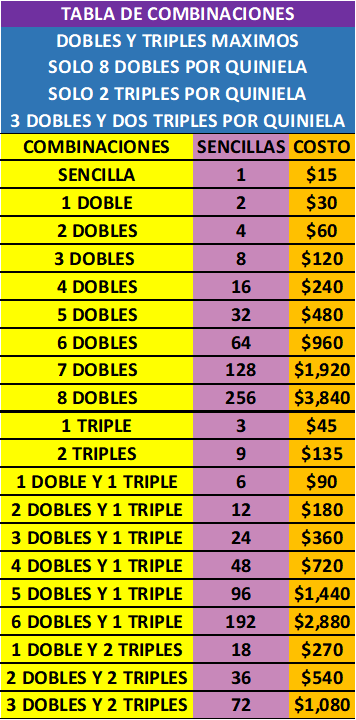 TABLA DE COMBINACIONES
DOBLES Y TRIPLES MAXIMOS
SOLO 8 DOBLES POR QUINIELA
SOLO 2 TRIPLES POR QUINIELA
3 DOBLES Y DOS TRIPLES POR QUINIELA
COMBINACIONES SENCILLAS COSTO
SENCILLA 1 $15
1 DOBLE 2 $30
2 DOBLES 4 $60
3 DOBLES 8 $120
4 DOBLES 16 $240
5 DOBLES 32 $480
6 DOBLES 64 $960
7 DOBLES 128 $1,920
8 DOBLES 256 $3,840
1 TRIPLE 3 $45
2 TRIPLES 9 $135
1 DOBLE Y 1 TRIPLE 6 $90
2 DOBLES Y 1 TRIPLE 12 $180
3 DOBLES Y 1 TRIPLE 24 $360
4 DOBLES Y 1 TRIPLE 48 $720
5 DOBLES Y 1 TRIPLE 96 $1,440
6 DOBLES Y 1 TRIPLE 192 $2,880
1 DOBLE Y 2 TRIPLES 18 $270
2 DOBLES Y 2 TRIPLES 36 $540
3 DOBLES Y 2 TRIPLES 72 $1,080